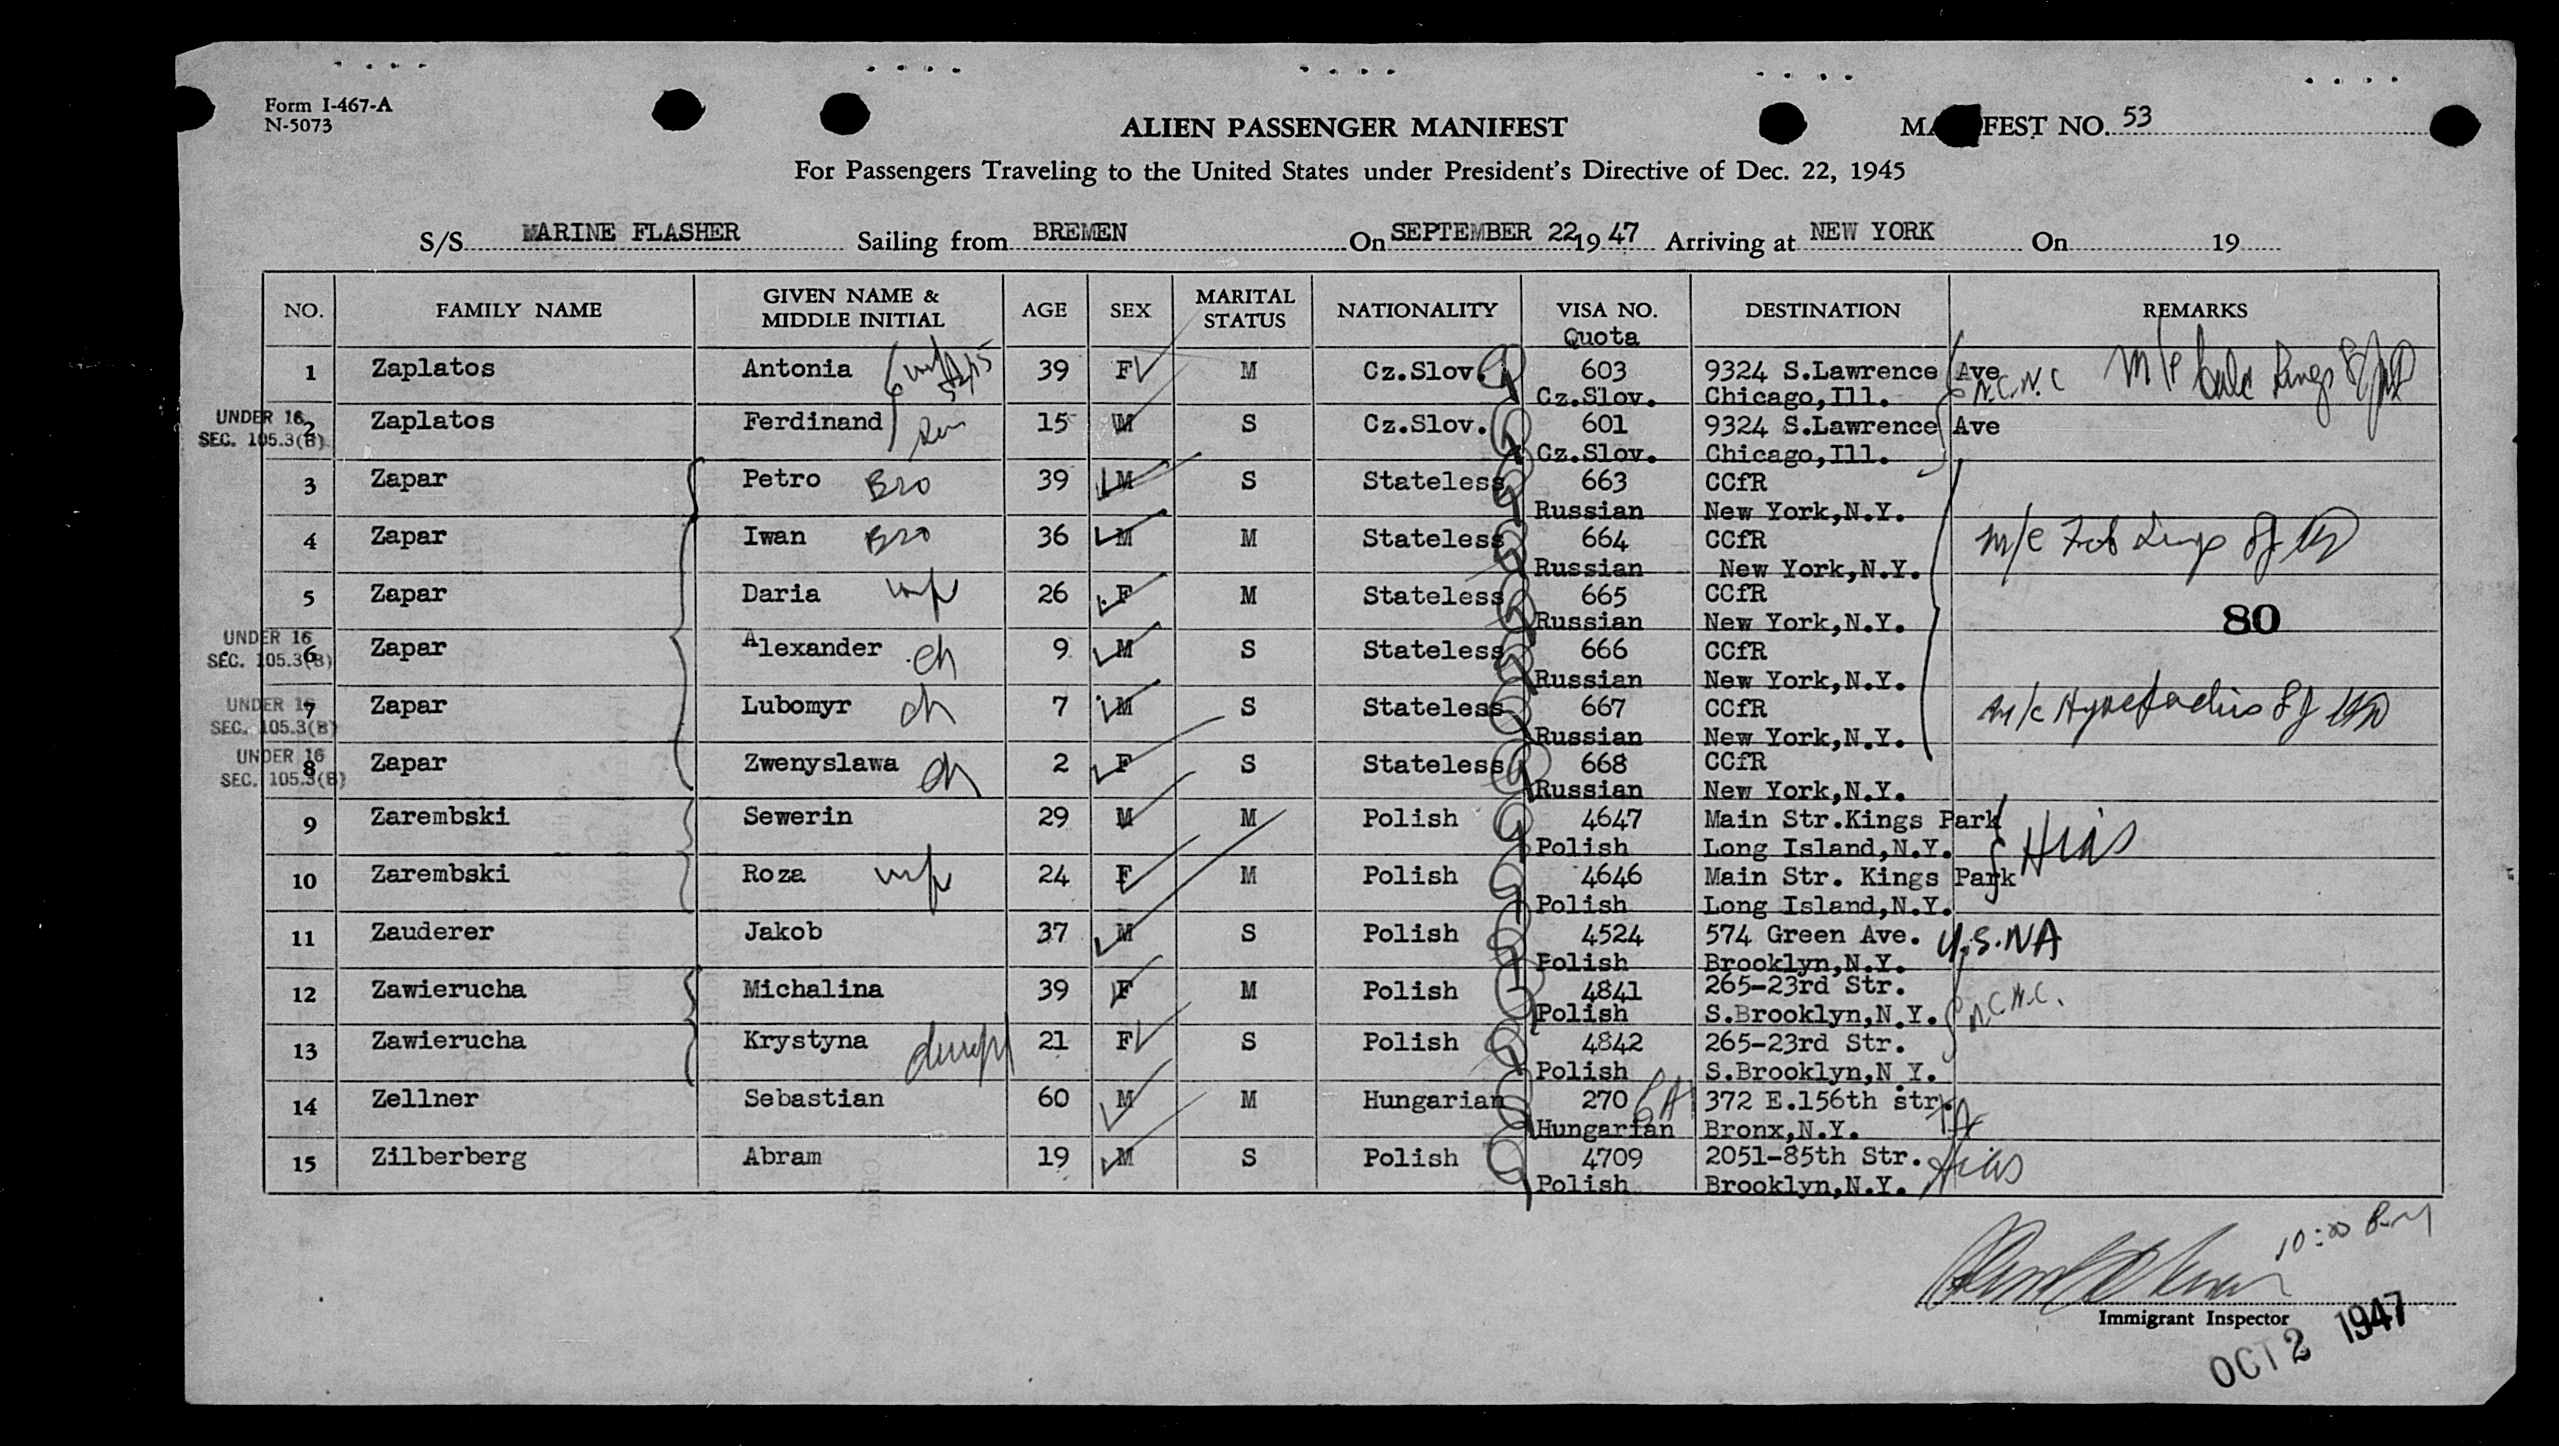 Form I-467-A
N-5073
ALIEN PASSENGER MANIFEST
MA FEST NO. 53
For Passengers Traveling to the United States under President's Directive of Dec. 22, 1945
S/S MARINE FLASHER Sailing from BREMEN On SEPTEMBER 22 19 47 Arriving at NEW YORK On 19
NO. FAMILY NAME GIVEN NAME & MIDDLE INITIAL AGE SEX MARITAL STATUS NATIONALITY VISA NO. Quota DESTINATION REMARKS
1 Zaplatos Antonia 39 F M Cz.Slov. 603 9324 S.Lawrence Ave N.C.N.C
Cz.Slov. Chicago,Ill.
UNDER 16
SEC. 105.3(B)
2 Zaplatos Ferdinand Son 15 M S Cz.Slov. 601 9324 S.Lawrence Ave
Cz.Slov. Chicago,Ill.
3 Zapar Petro Bro 39 M S Stateless 663 CCfR
Russian New York,N.Y.
4 Zapar Iwan Bro 36 M M Stateless 664 CCfR
Russian New York,N.Y.
5 Zapar Daria wf 26 F M Stateless 665 CCfR
Russian New York,N.Y.
80
UNDER 16
SEC. 105.3(B)
6 Zapar Alexander ch 9 M S Stateless 666 CCfR
Russian New York,N.Y.
UNDER 16
SEC. 105.3(B)
7 Zapar Lubomyr ch 7 M S Stateless 667 CCfR
Russian New York,N.Y.
UNDER 16
SEC. 105.3(B)
8 Zapar Zwenyslawa ch 2 F S Stateless 668 CCfR
Russian New York,N.Y.
9 Zarembski Sewerin 29 M M Polish 4647 Main Str.Kings Park Hias
Polish Long Island,N.Y.
10 Zarembski Roza wf 24 F M Polish 4646 Main Str. Kings Park
Polish Long Island,N.Y.
11 Zauderer Jakob 37 M S Polish 4524 574 Green Ave. U.S.NA
Polish Brooklyn,N.Y.
12 Zawierucha Michalina 39 F M Polish 4841 265-23rd Str.
Polish S.Brooklyn,N.Y. N.C.N.C.
13 Zawierucha Krystyna 21 F S Polish 4842 265-23rd Str.
Polish S.Brooklyn,N.Y.
14 Zellner Sebastian 60 M M Hungarian 270 372 E.156th str.
Hungarian Bronx,N.Y.
15 Zilberberg Abram 19 M S Polish 4709 2051-85th Str. Hias
Polish Brooklyn,N.Y.
10:00 P.M
Immigrant Inspector
OCT 2 1947